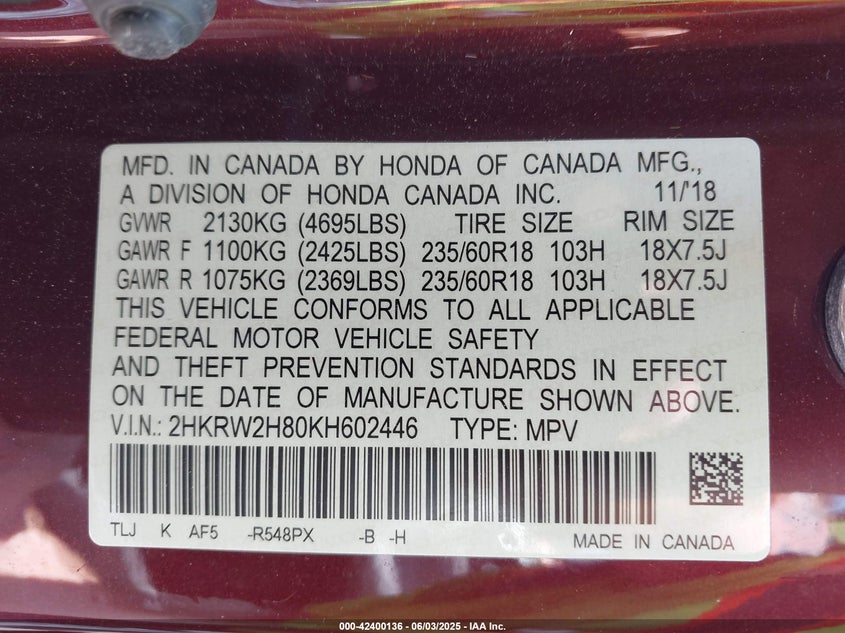 MFD. IN CANADA BY HONDA OF CANADA MFG.,
A DIVISION OF HONDA CANADA INC. 11/'18
GVWR 2130KG (4695LBS) TIRE SIZE RIM SIZE
GAWR F 1100KG (2425LBS) 235/60R18 103H 18X7.5J
GAWR R 1075KG (2369LBS) 235/60R18 103H 18X7.5J
THIS VEHICLE CONFORMS TO ALL APPLICABLE
FEDERAL MOTOR VEHICLE SAFETY
AND THEFT PREVENTION STANDARDS IN EFFECT
ON THE DATE OF MANUFACTURE SHOWN ABOVE.
V.I.N.: 2HKRW2H80KH602446 TYPE: MPV
TLJ K AF5 -R548PX -B -H MADE IN CANADA
000-42400136 - 06/03/2025 - IAA Inc.